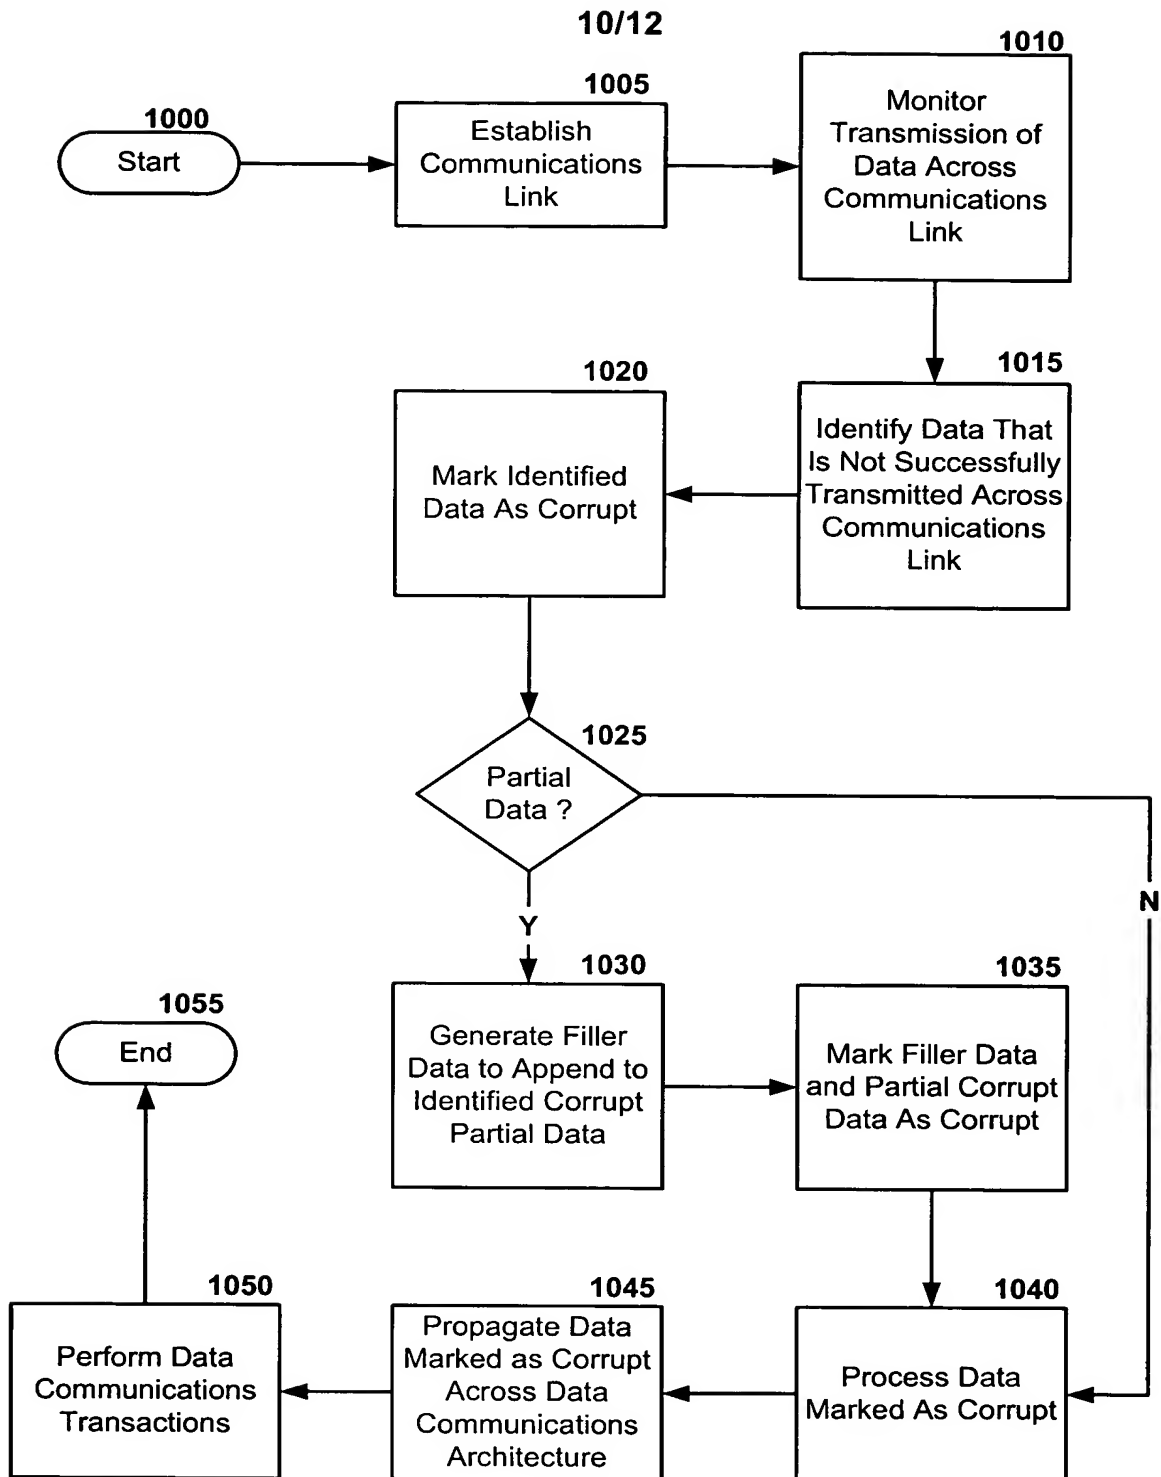 10/12
1000
Start
1005
Establish
Communications
Link
1010
Monitor
Transmission of
Data Across
Communications
Link
1015
Identify Data That
Is Not Successfully
Transmitted Across
Communications
Link
1020
Mark Identified
Data As Corrupt
1025
Partial
Data ?
N
Y
1030
Generate Filler
Data to Append to
Identified Corrupt
Partial Data
1035
Mark Filler Data
and Partial Corrupt
Data As Corrupt
1040
Process Data
Marked As Corrupt
1045
Propagate Data
Marked as Corrupt
Across Data
Communications
Architecture
1050
Perform Data
Communications
Transactions
1055
End